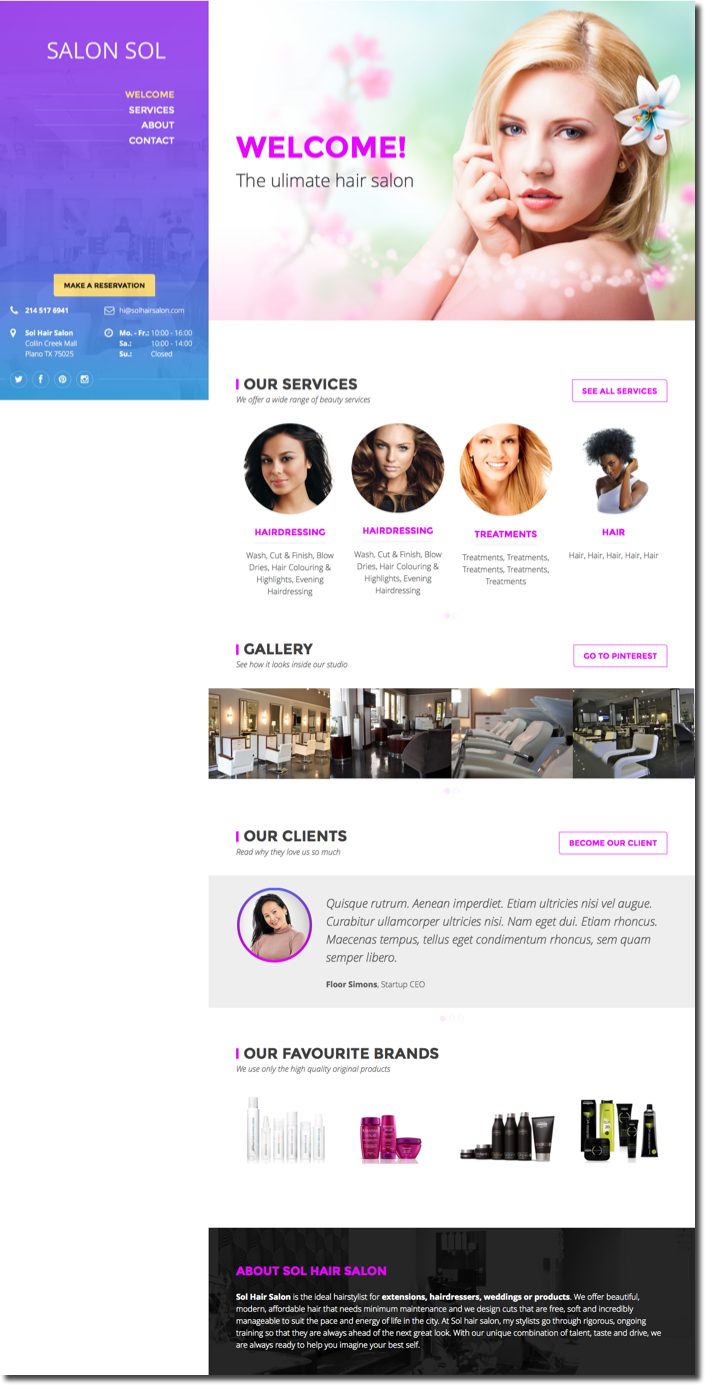 SALON SOL
WELCOME
SERVICES
ABOUT
CONTACT
MAKE A RESERVATION
214 517 6941
hi@solhairsalon.com
Sol Hair Salon
Collin Creek Mall
Plano TX 75025
Mo. - Fr.: 10:00 - 16:00
Sa.: 10:00 - 14:00
Su.: Closed
WELCOME!
The ulimate hair salon
OUR SERVICES
We offer a wide range of beauty services
SEE ALL SERVICES
HAIRDRESSING
Wash, Cut & Finish, Blow
Dries, Hair Colouring &
Highlights, Evening
Hairdressing
HAIRDRESSING
Wash, Cut & Finish, Blow
Dries, Hair Colouring &
Highlights, Evening
Hairdressing
TREATMENTS
Treatments, Treatments,
Treatments, Treatments,
Treatments
HAIR
Hair, Hair, Hair, Hair, Hair
GALLERY
See how it looks inside our studio
GO TO PINTEREST
OUR CLIENTS
Read why they love us so much
BECOME OUR CLIENT
Quisque rutrum. Aenean imperdiet. Etiam ultricies nisi vel augue.
Curabitur ullamcorper ultricies nisi. Nam eget dui. Etiam rhoncus.
Maecenas tempus, tellus eget condimentum rhoncus, sem quam
semper libero.
Floor Simons, Startup CEO
OUR FAVOURITE BRANDS
We use only the high quality original products
ABOUT SOL HAIR SALON
Sol Hair Salon is the ideal hairstylist for extensions, hairdressers, weddings or products. We offer beautiful,
modern, affordable hair that needs minimum maintenance and we design cuts that are free, soft and incredibly
manageable to suit the pace and energy of life in the city. At Sol hair salon, my stylists go through rigorous, ongoing
training so that they are always ahead of the next great look. With our unique combination of talent, taste and drive, we
are always ready to help you imagine your best self.